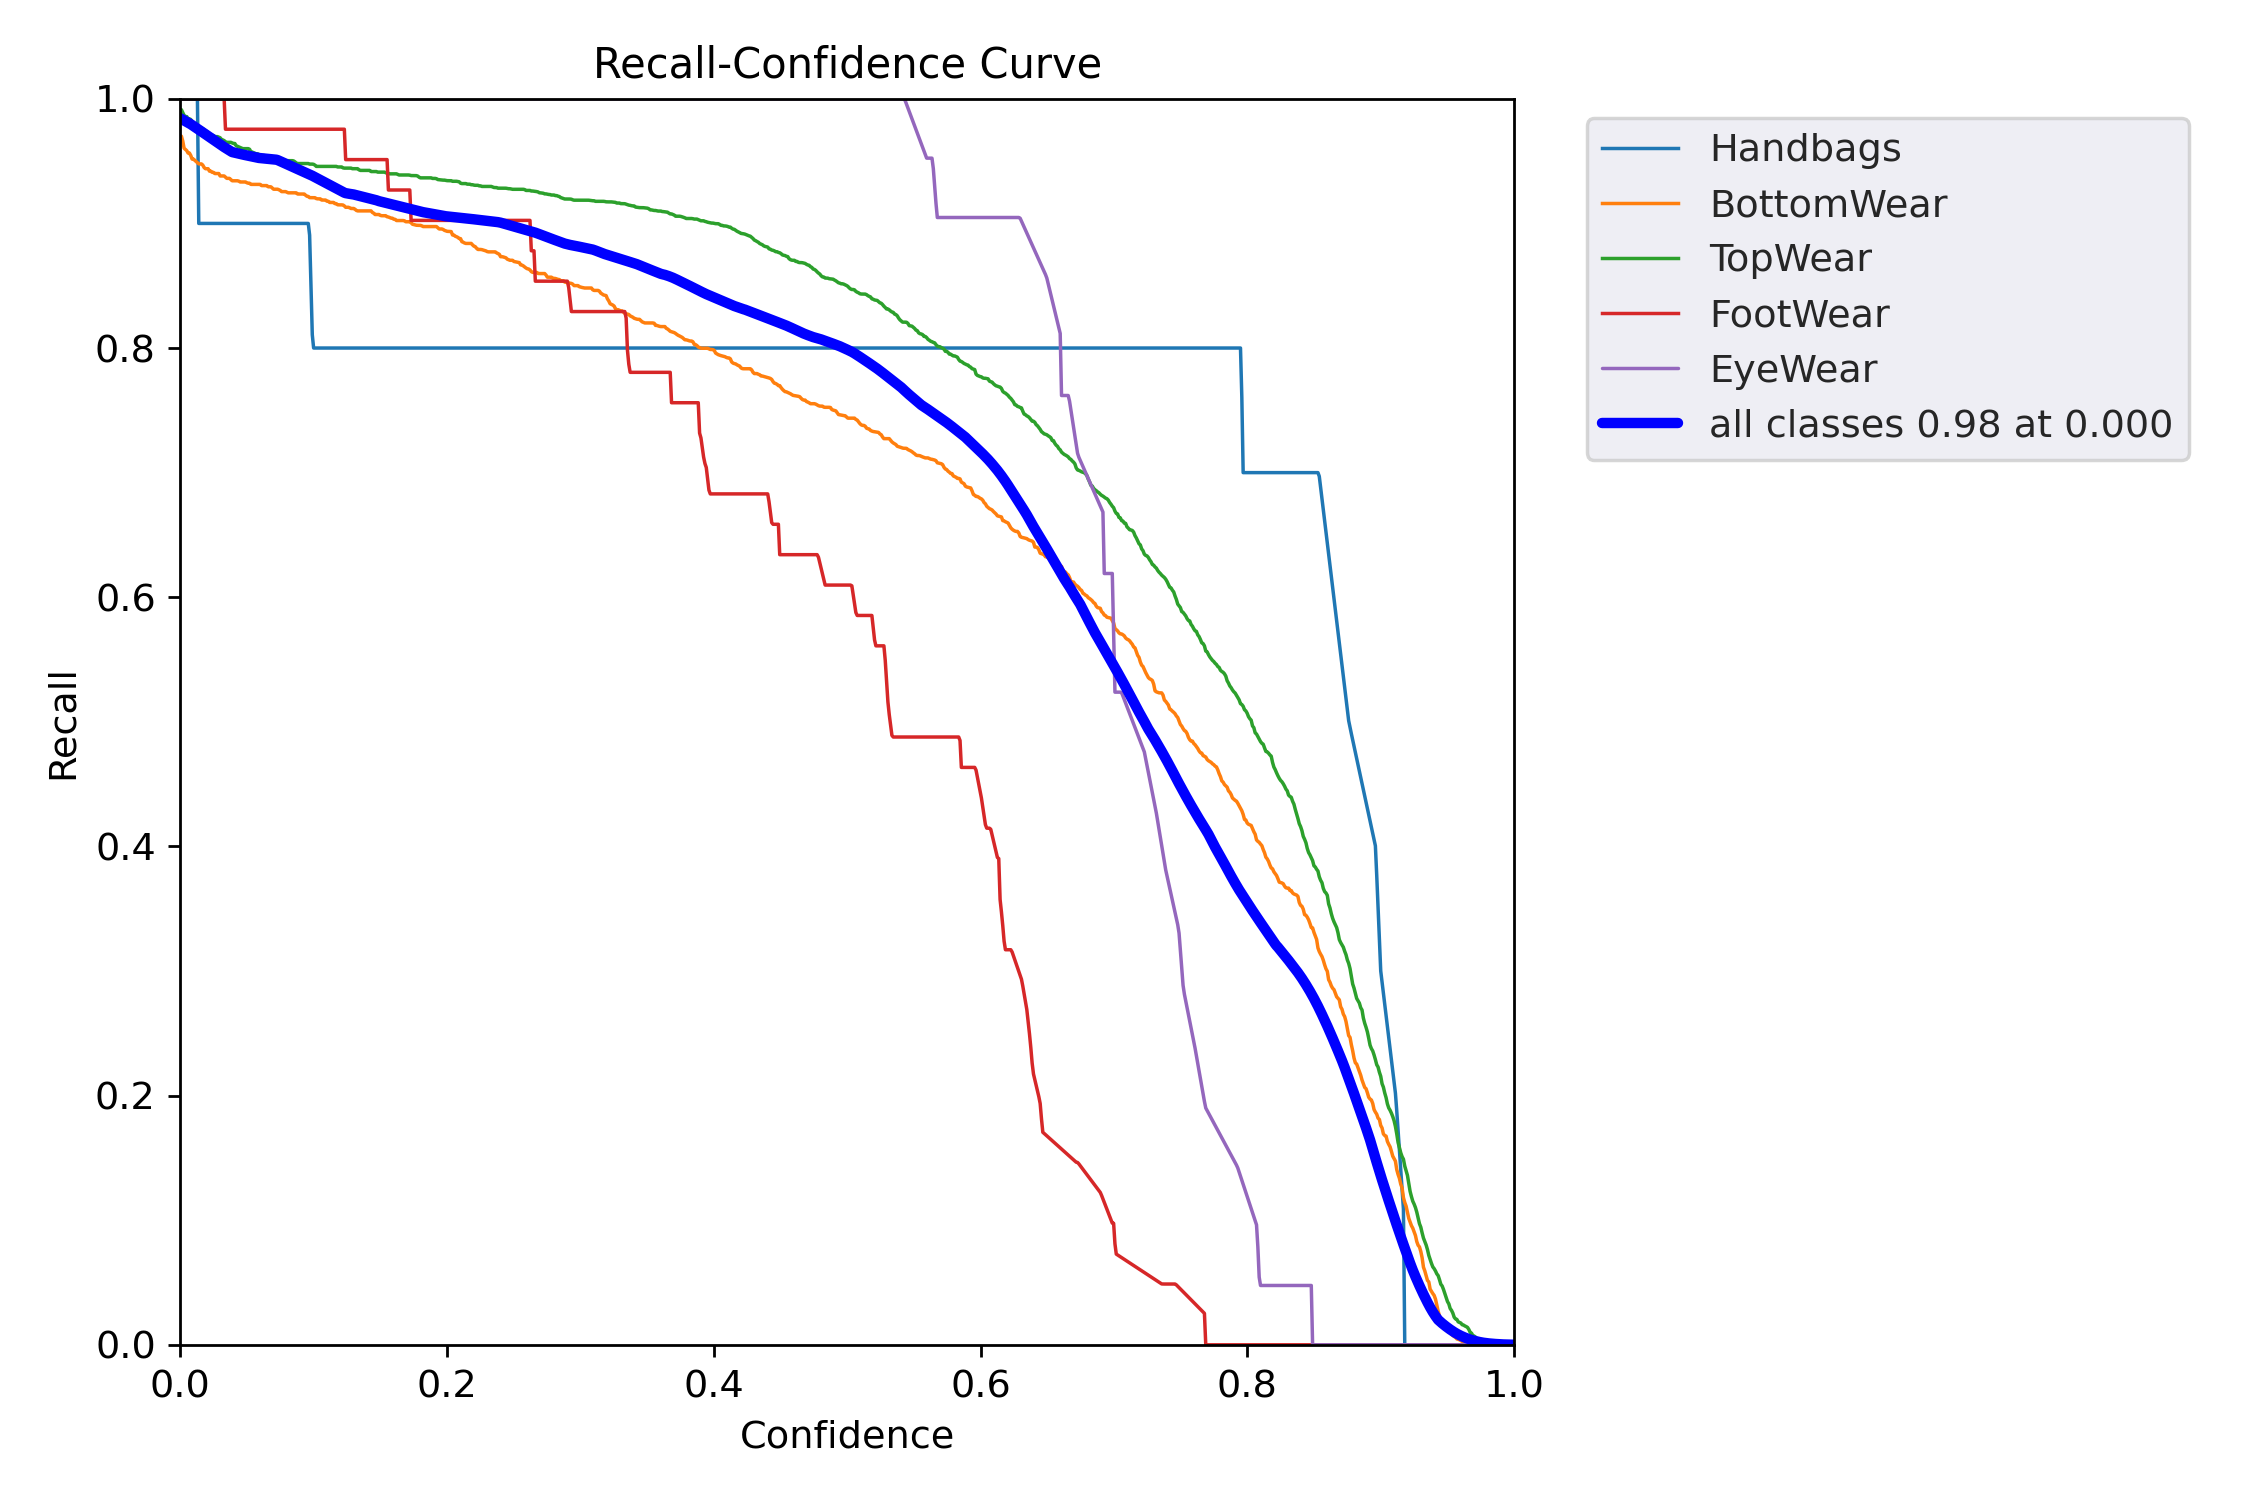 Recall-Confidence Curve
1.0
0.8
0.6
0.4
0.2
0.0
Recall
0.0 0.2 0.4 0.6 0.8 1.0
Confidence
Handbags
BottomWear
TopWear
FootWear
EyeWear
all classes 0.98 at 0.000